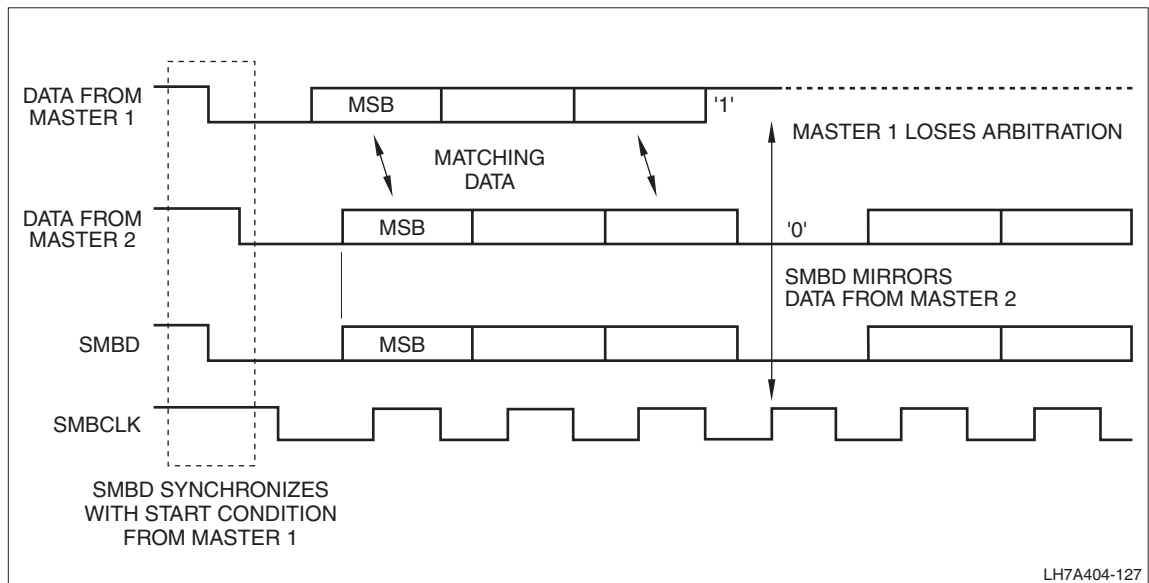 DATA FROM
MASTER 1
MSB
'1'
MASTER 1 LOSES ARBITRATION
MATCHING
DATA
DATA FROM
MASTER 2
MSB
'0'
SMBD MIRRORS
DATA FROM MASTER 2
SMBD
MSB
SMBCLK
SMBD SYNCHRONIZES
WITH START CONDITION
FROM MASTER 1
LH7A404-127